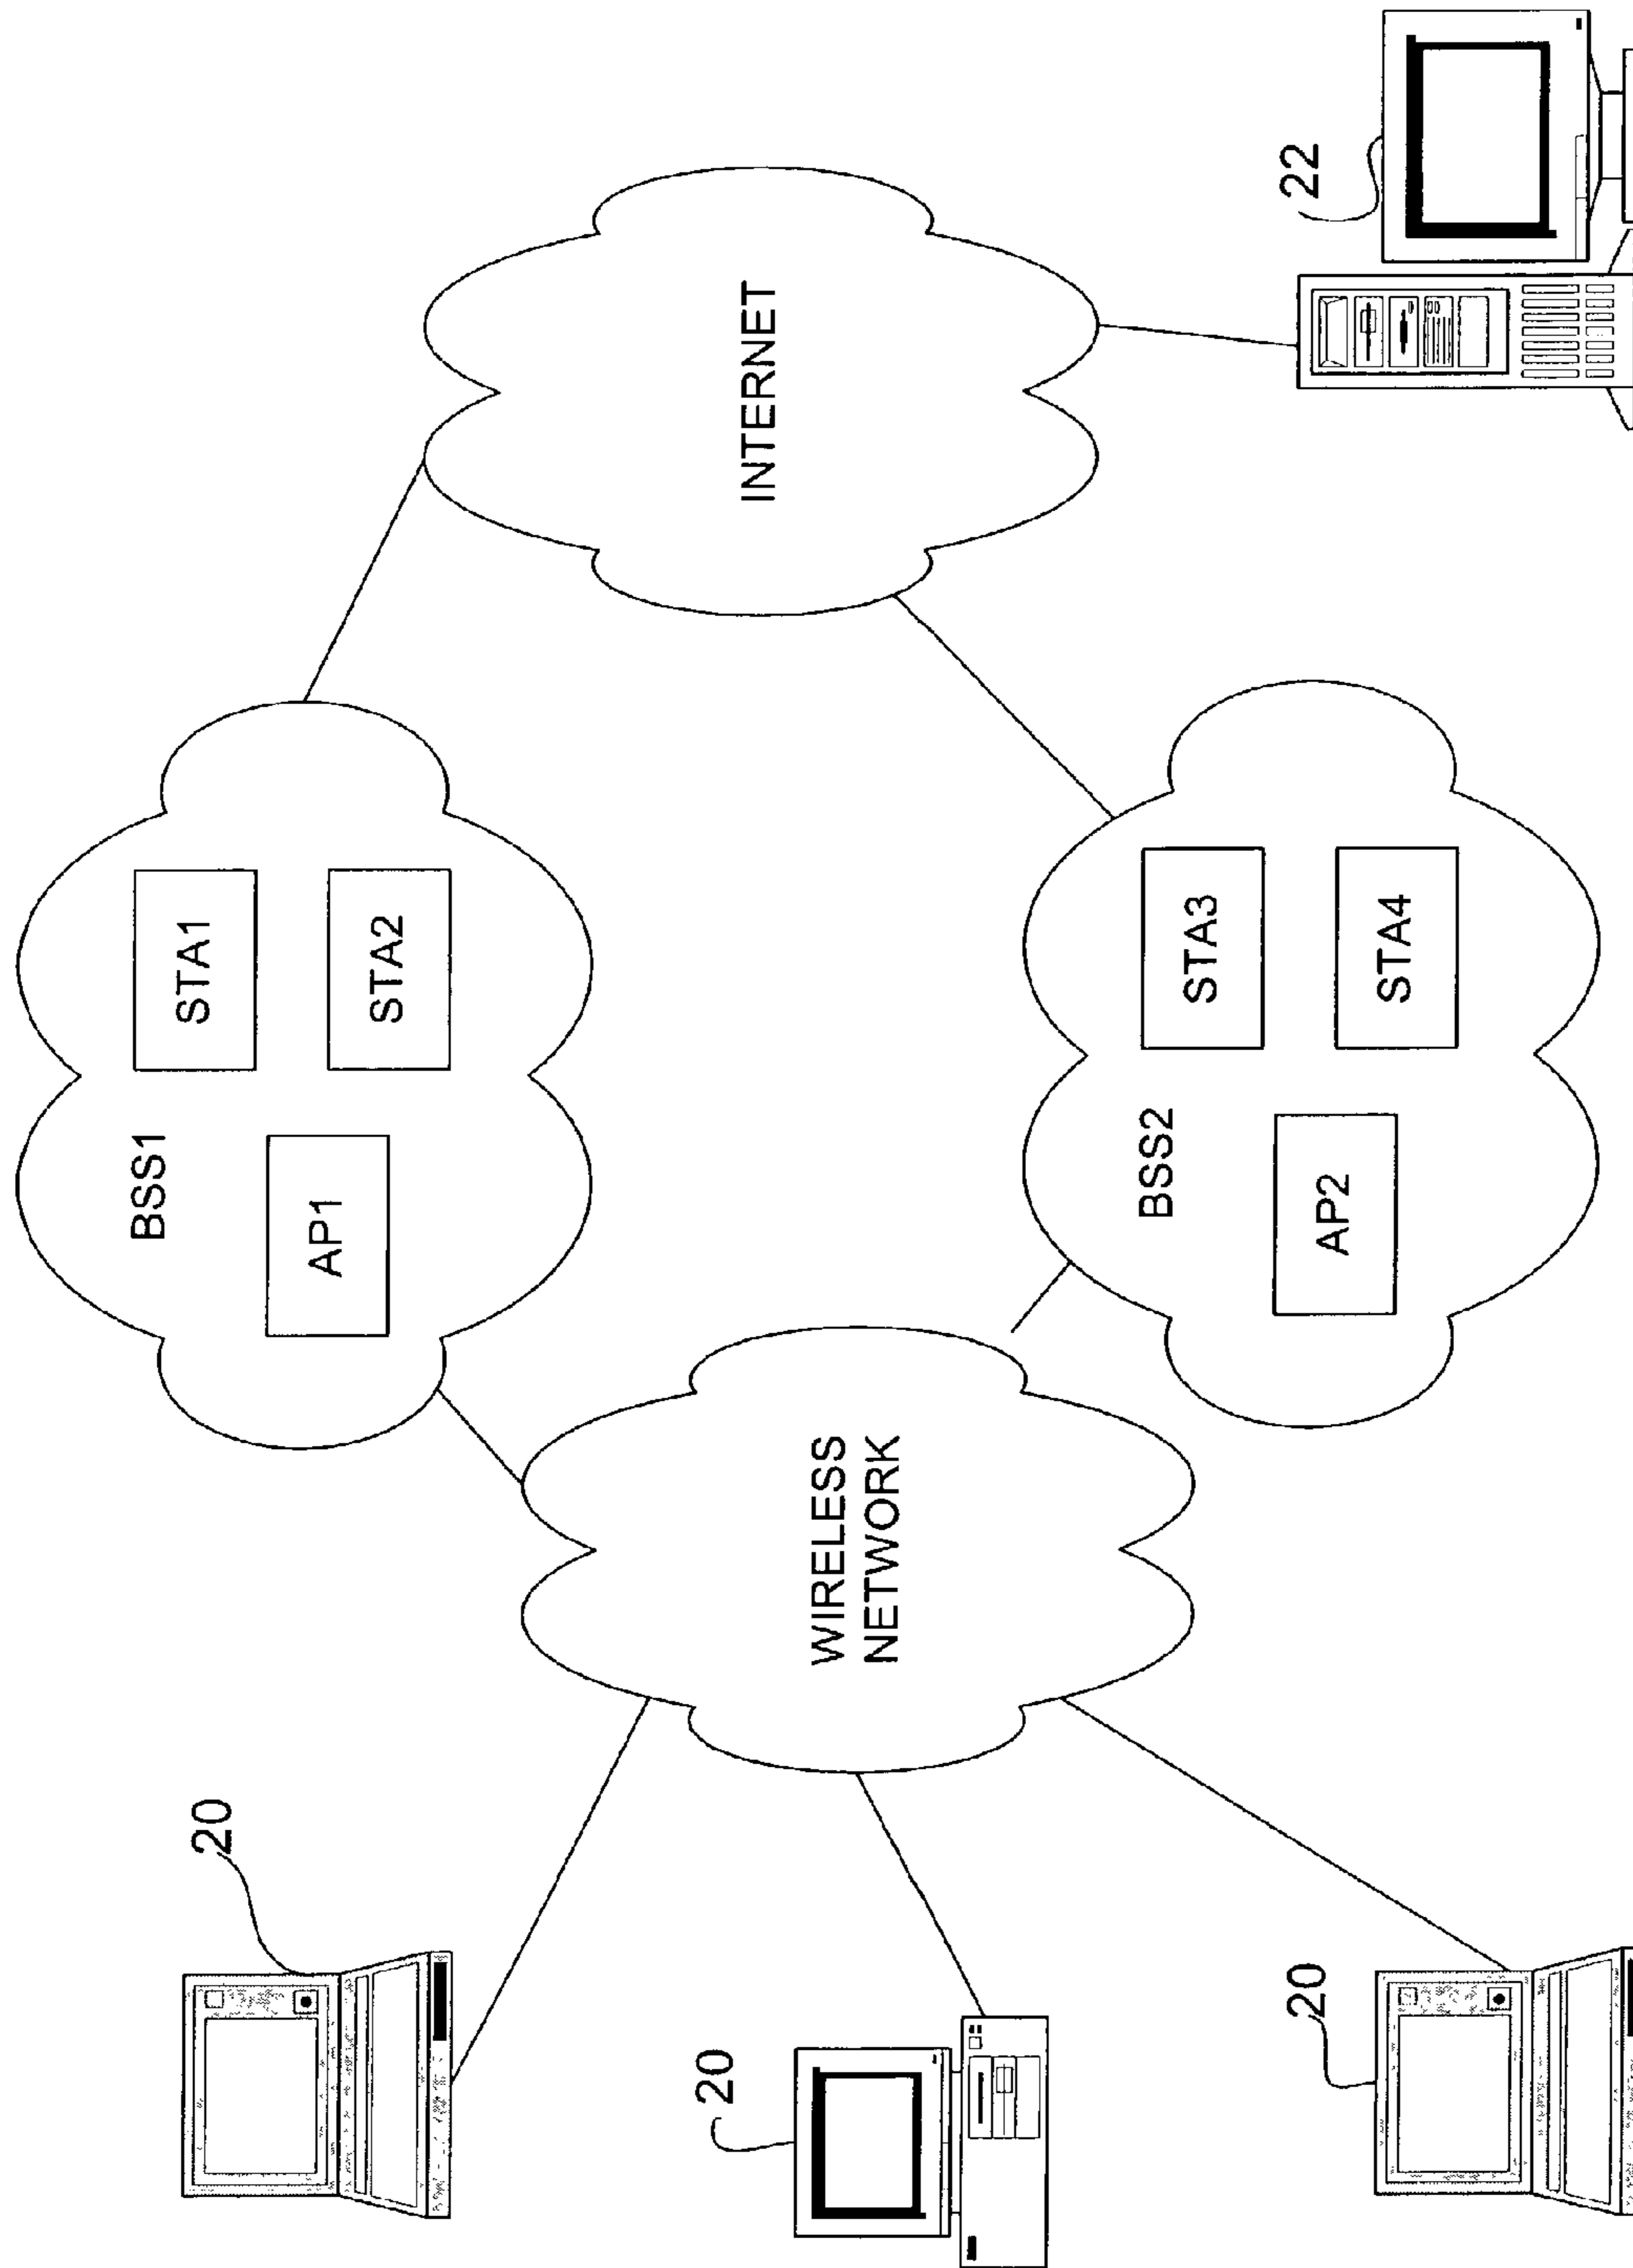 BSS1
STA1
20
AP1
STA2
20
INTERNET
WIRELESS
NETWORK
BSS2
STA3
22
20
AP2
STA4